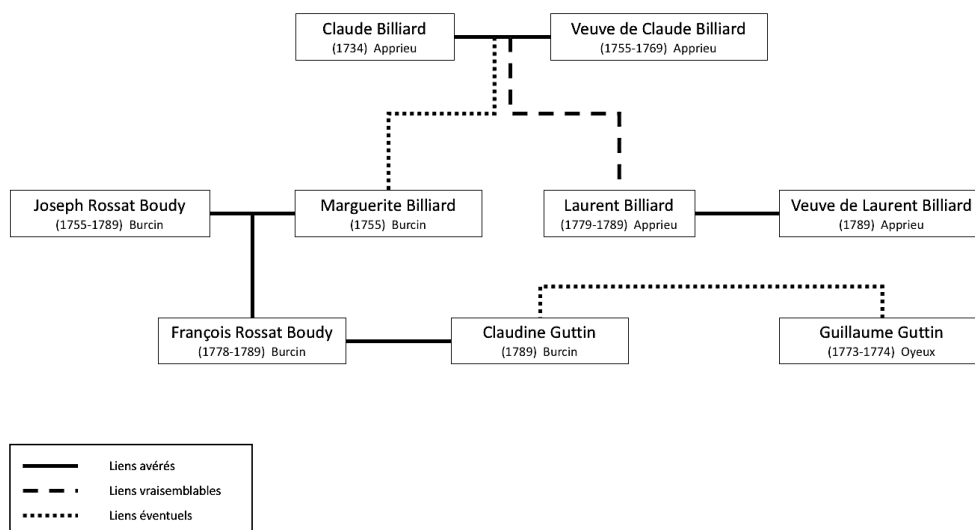 Claude Billiard
(1734) Apprieu
Veuve de Claude Billiard
(1755-1769) Apprieu
Joseph Rossat Boudy
(1755-1789) Burcin
Marguerite Billiard
(1755) Burcin
Laurent Billiard
(1779-1789) Apprieu
Veuve de Laurent Billiard
(1789) Apprieu
François Rossat Boudy
(1778-1789) Burcin
Claudine Guttin
(1789) Burcin
Guillaume Guttin
(1773-1774) Oyeux
Liens avérés
Liens vraisemblables
Liens éventuels